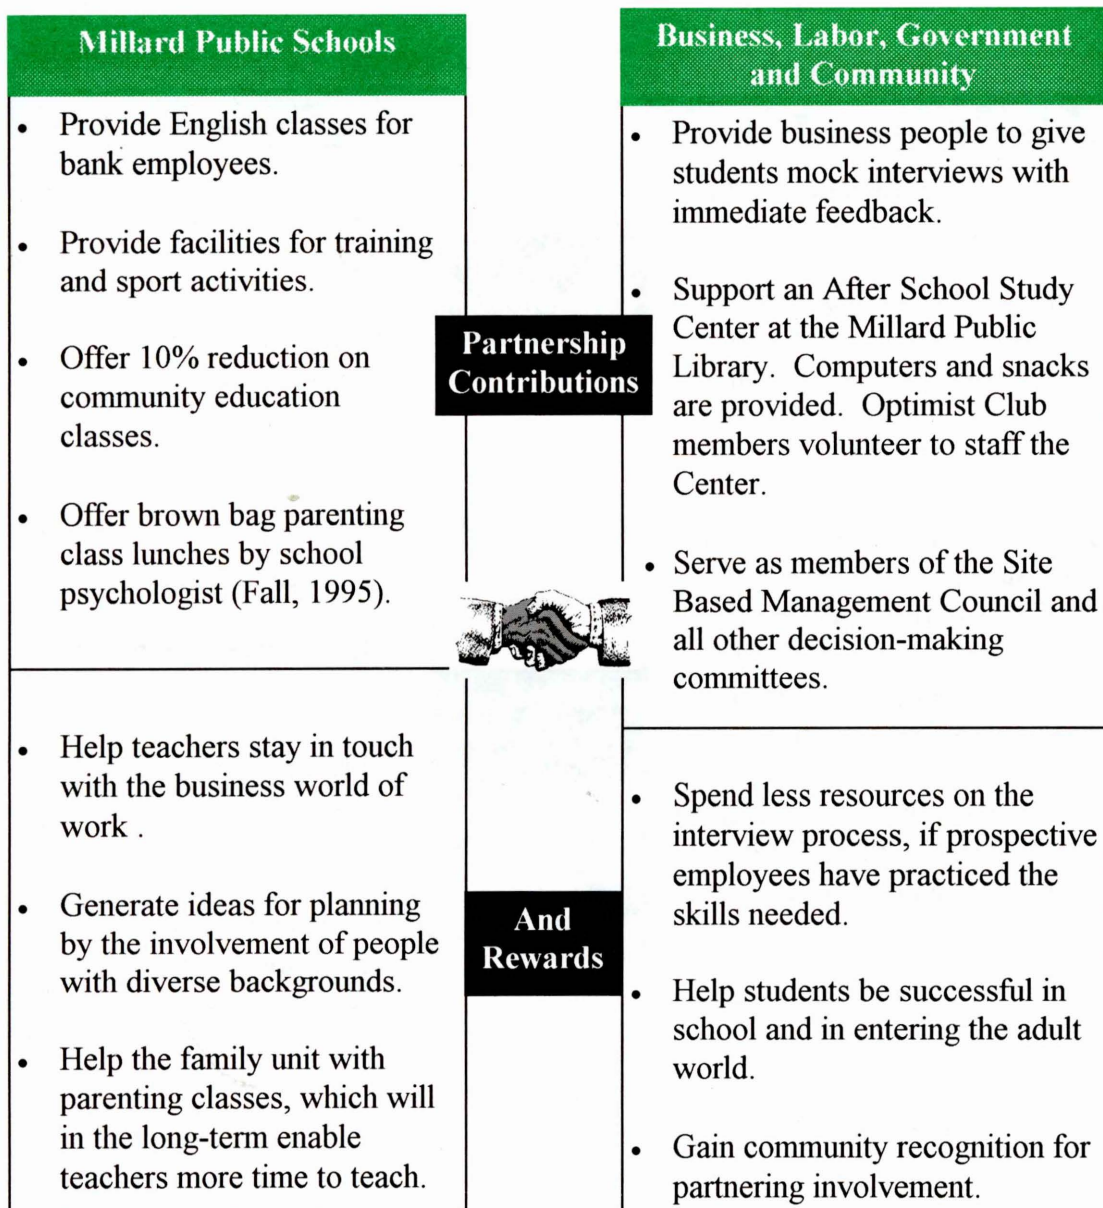 Millard Public Schools
• Provide English classes for
bank employees.
• Provide facilities for training
and sport activities.
• Offer 10% reduction on
community education
classes.
• Offer brown bag parenting
class lunches by school
psychologist (Fall, 1995).
• Help teachers stay in touch
with the business world of
work .
• Generate ideas for planning
by the involvement of people
with diverse backgrounds.
• Help the family unit with
parenting classes, which will
in the long-term enable
teachers more time to teach.
Partnership
Contributions
And
Rewards
Business, Labor, Government
and Community
• Provide business people to give
students mock interviews with
immediate feedback.
• Support an After School Study
Center at the Millard Public
Library.  Computers and snacks
are provided.  Optimist Club
members volunteer to staff the
Center.
• Serve as members of the Site
Based Management Council and
all other decision-making
committees.
• Spend less resources on the
interview process, if prospective
employees have practiced the
skills needed.
• Help students be successful in
school and in entering the adult
world.
• Gain community recognition for
partnering involvement.